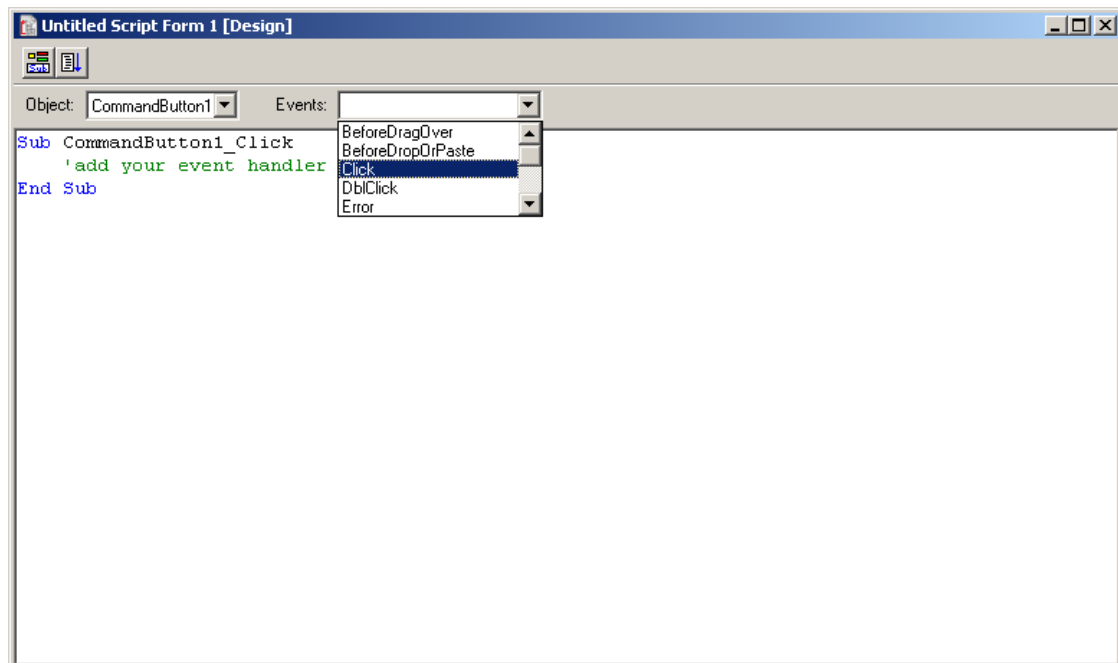 Untitled Script Form 1 [Design]
Sub
Object: CommandButton1 Events:
Sub CommandButton1_Click
'add your event handler
End Sub
BeforeDragOver
BeforeDropOrPaste
Click
DblClick
Error